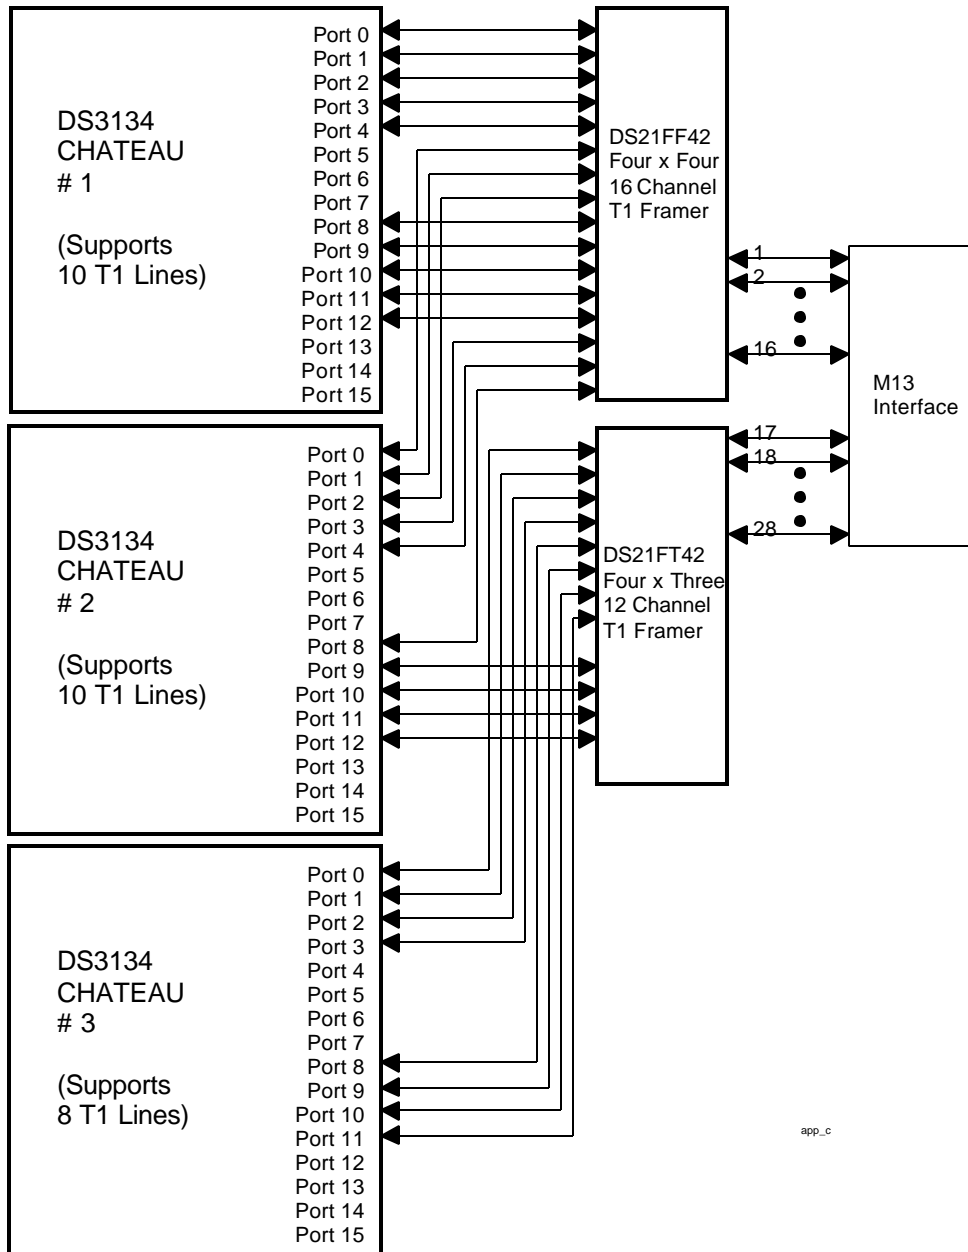 DS3134
CHATEAU
# 1
(Supports
10 T1 Lines)
Port 0
Port 1
Port 2
Port 3
Port 4
Port 5
Port 6
Port 7
Port 8
Port 9
Port 10
Port 11
Port 12
Port 13
Port 14
Port 15
DS21FF42
Four x Four
16 Channel
T1 Framer
1
2
16
M13
Interface
DS3134
CHATEAU
# 2
(Supports
10 T1 Lines)
Port 0
Port 1
Port 2
Port 3
Port 4
Port 5
Port 6
Port 7
Port 8
Port 9
Port 10
Port 11
Port 12
Port 13
Port 14
Port 15
DS21FT42
Four x Three
12 Channel
T1 Framer
17
18
28
DS3134
CHATEAU
# 3
(Supports
8 T1 Lines)
Port 0
Port 1
Port 2
Port 3
Port 4
Port 5
Port 6
Port 7
Port 8
Port 9
Port 10
Port 11
Port 12
Port 13
Port 14
Port 15
app_c